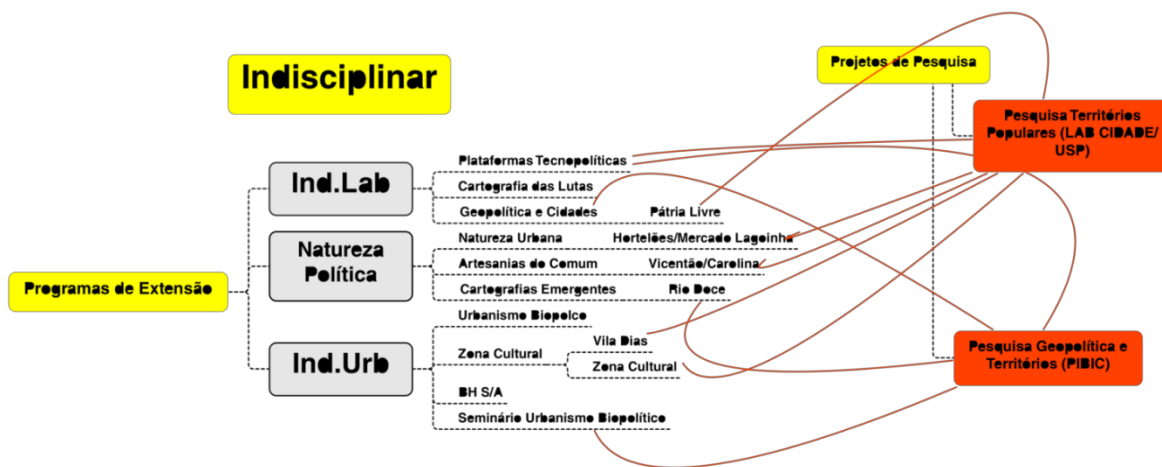 Indisciplinar
Projetos de Pesquisa
Pesquisa Territórios
Populares (LAB CIDADE/
USP)
Programas de Extensão
Ind.Lab
Plataformas Tecnopolíticas
Cartografia das Lutas
Geopolítica e Cidades
Pátria Livre
Natureza
Política
Natureza Urbana
Hortelões/Mercado Lagoinha
Artesanias do Comum
Vicentão/Carolina
Cartografias Emergentes
Rio Doce
Ind.Urb
Urbanismo Biopolco
Zona Cultural
Vila Dias
Zona Cultural
BH S/A
Seminário Urbanismo Biopolítico
Pesquisa Geopolítica e
Territórios (PIBIC)